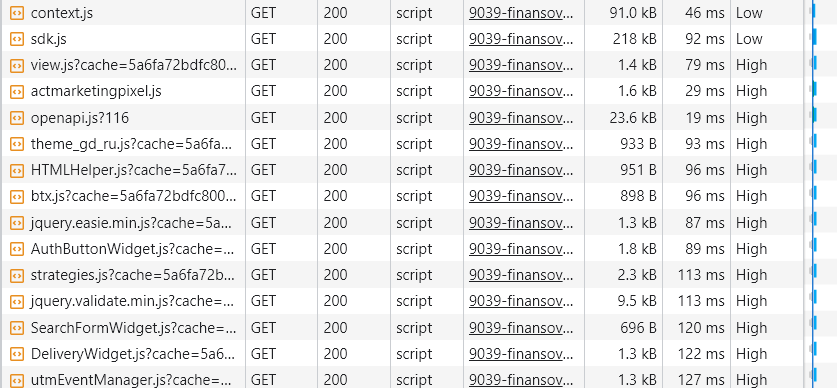 context.js GET 200 script 9039-finansov... 91.0 kB 46 ms Low
sdk.js GET 200 script 9039-finansov... 218 kB 92 ms Low
view.js?cache=5a6fa72bdfc80... GET 200 script 9039-finansov... 1.4 kB 79 ms High
actmarketingpixel.js GET 200 script 9039-finansov... 1.6 kB 29 ms High
openapi.js?116 GET 200 script 9039-finansov... 23.6 kB 19 ms High
theme_gd_ru.js?cache=5a6fa... GET 200 script 9039-finansov... 933 B 93 ms High
HTMLHelper.js?cache=5a6fa7... GET 200 script 9039-finansov... 951 B 96 ms High
btx.js?cache=5a6fa72bdfc800... GET 200 script 9039-finansov... 898 B 96 ms High
jquery.easie.min.js?cache=5a... GET 200 script 9039-finansov... 1.3 kB 87 ms High
AuthButtonWidget.js?cache=... GET 200 script 9039-finansov... 1.8 kB 89 ms High
strategies.js?cache=5a6fa72b... GET 200 script 9039-finansov... 2.3 kB 113 ms High
jquery.validate.min.js?cache=... GET 200 script 9039-finansov... 9.5 kB 113 ms High
SearchFormWidget.js?cache=... GET 200 script 9039-finansov... 696 B 120 ms High
DeliveryWidget.js?cache=5a6... GET 200 script 9039-finansov... 1.3 kB 122 ms High
utmEventManager.js?cache=... GET 200 script 9039-finansov... 1.3 kB 127 ms High